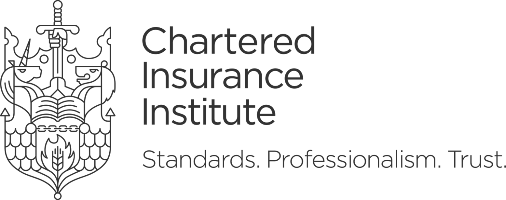 Chartered
Insurance
Institute
Standards. Professionalism. Trust.